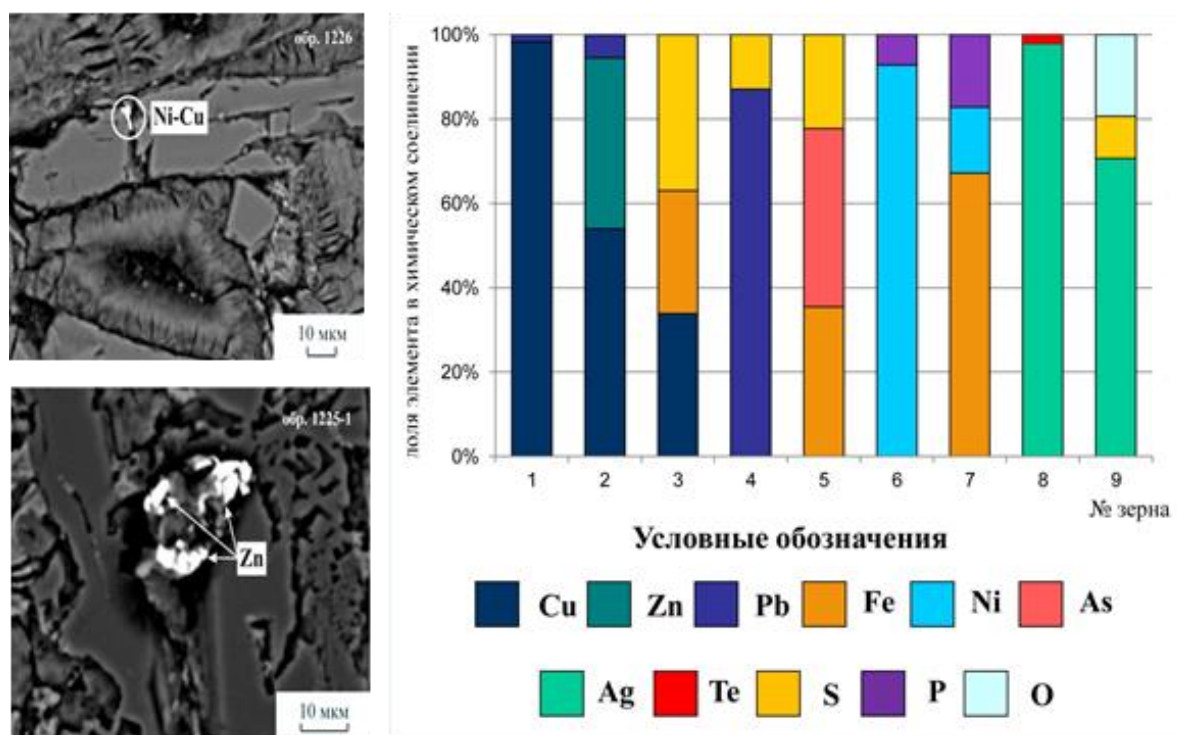 обр. 1226
Ni-Cu
10 мкм
обр. 1225-1
Zn
10 мкм
доля элемента в химическом соединении
100%
80%
60%
40%
20%
0%
1 2 3 4 5 6 7 8 9
№ зерна
Условные обозначения
Cu Zn Pb Fe Ni As
Ag Te S P O